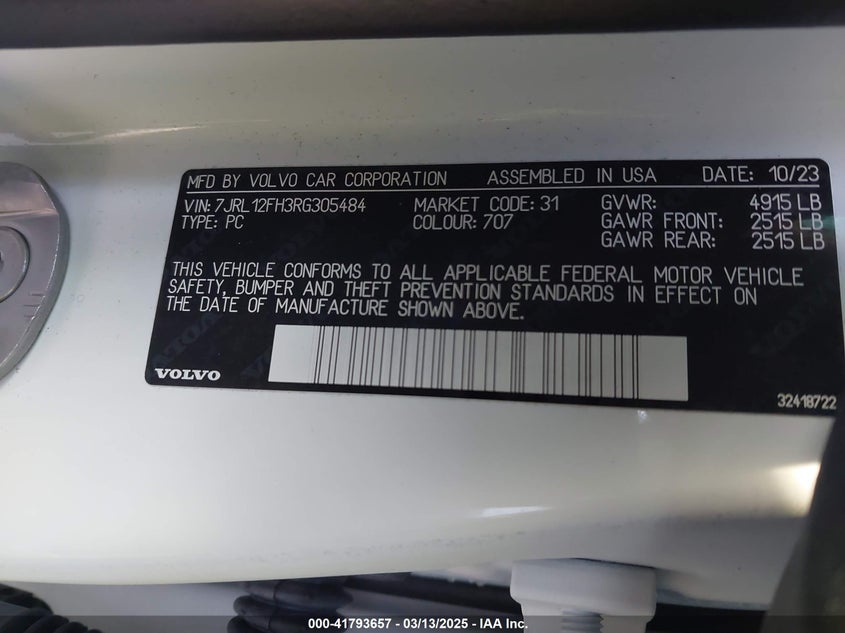 MFD BY VOLVO CAR CORPORATION ASSEMBLED IN USA DATE: 10/23
VIN: 7JRL12FH3RG305484 MARKET CODE: 31 GVWR: 4915 LB
TYPE: PC COLOUR: 707 GAWR FRONT: 2515 LB
GAWR REAR: 2515 LB
THIS VEHICLE CONFORMS TO ALL APPLICABLE FEDERAL MOTOR VEHICLE
SAFETY, BUMPER AND THEFT PREVENTION STANDARDS IN EFFECT ON
THE DATE OF MANUFACTURE SHOWN ABOVE.
VOLVO
32418722
000-41793657 - 03/13/2025 - IAA Inc.